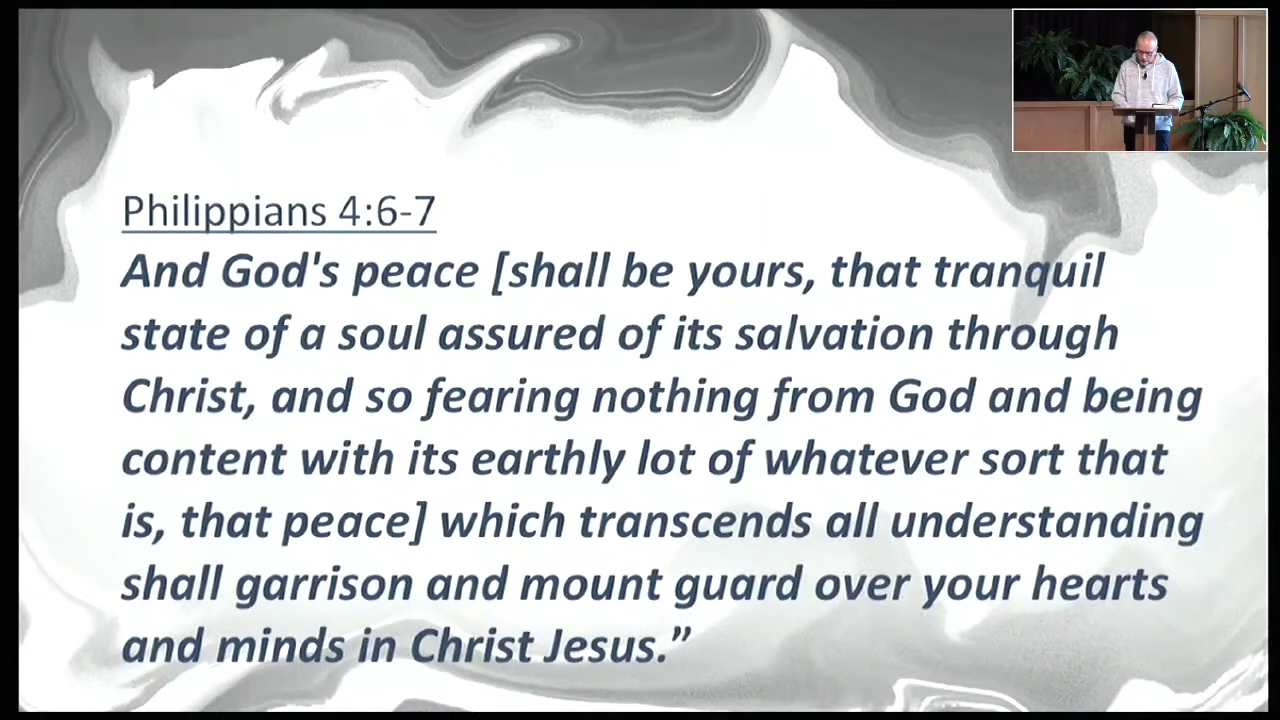 Philippians 4:6-7
And God's peace [shall be yours, that tranquil
state of a soul assured of its salvation through
Christ, and so fearing nothing from God and being
content with its earthly lot of whatever sort that
is, that peace] which transcends all understanding
shall garrison and mount guard over your hearts
and minds in Christ Jesus.”